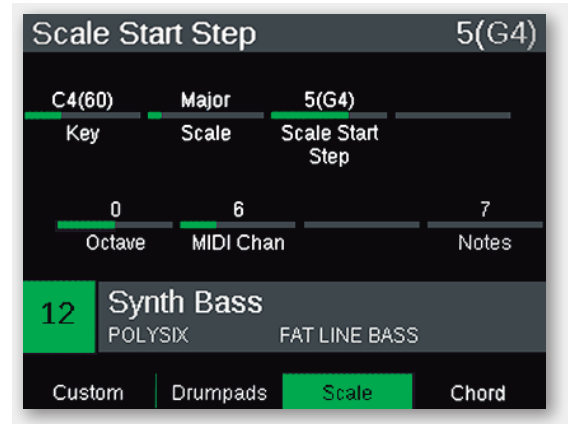 Scale Start Step 5(G4)
C4(60) Major 5(G4)
Key Scale Scale Start
Step
0 6 7
Octave MIDI Chan Notes
12 Synth Bass
POLYSIX FAT LINE BASS
Custom Drumpads Scale Chord